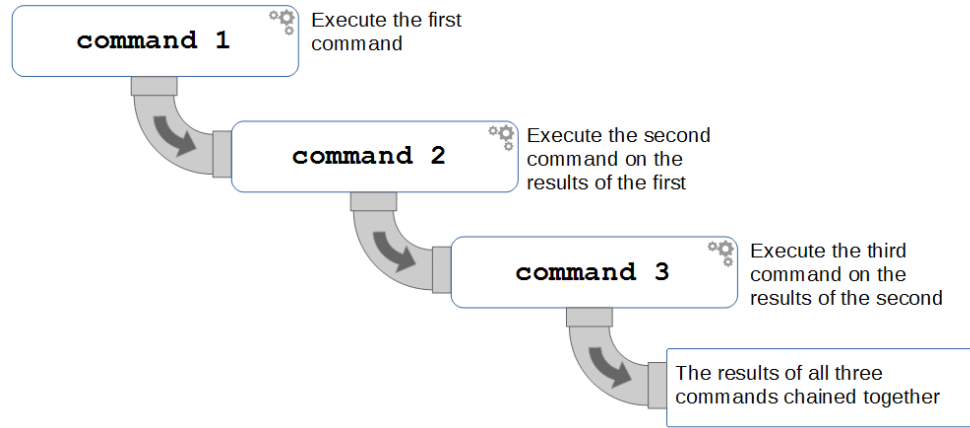 command 1
Execute the first
command
command 2
Execute the second
command on the
results of the first
command 3
Execute the third
command on the
results of the second
The results of all three
commands chained together